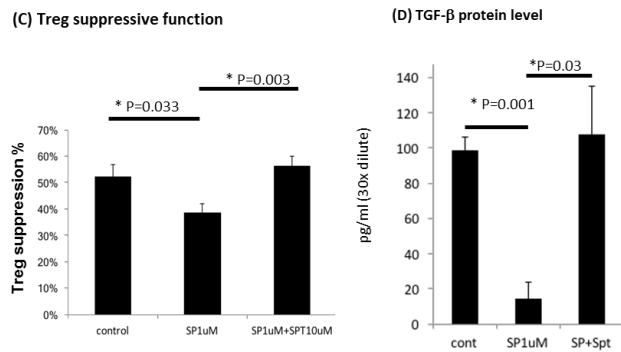 (C) Treg suppressive function
* P=0.003
* P=0.033
Treg suppression %
70%
60%
50%
40%
30%
20%
10%
0%
control SP1uM SP1uM+SPT10uM
(D) TGF-β protein level
*P=0.03
* P=0.001
pg/ml (30x dilute)
140
120
100
80
60
40
20
0
cont SP1uM SP+Spt